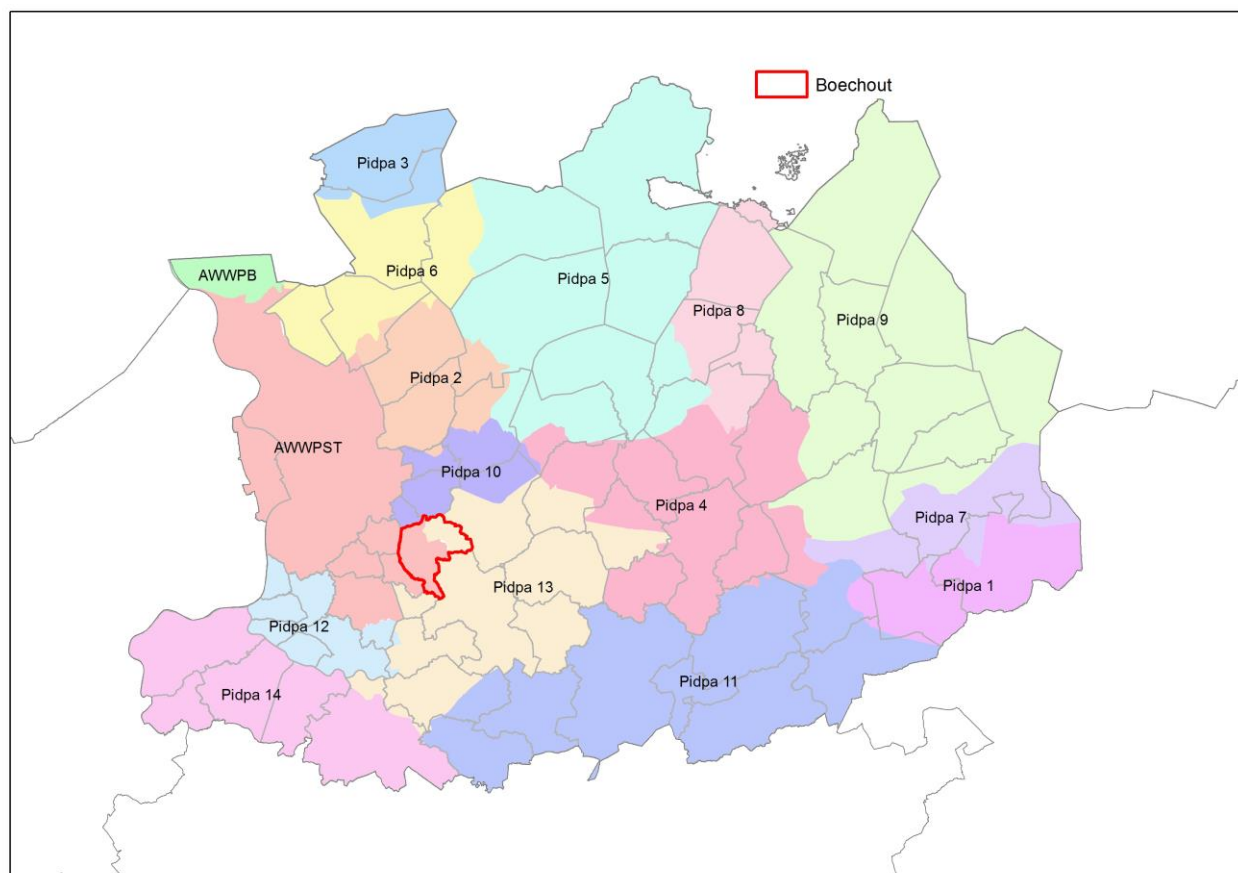 Boechout
Pidpa 3
AWWPB
Pidpa 6
Pidpa 5
Pidpa 8
Pidpa 9
Pidpa 2
AWWPST
Pidpa 10
Pidpa 4
Pidpa 7
Pidpa 13
Pidpa 1
Pidpa 12
Pidpa 11
Pidpa 14